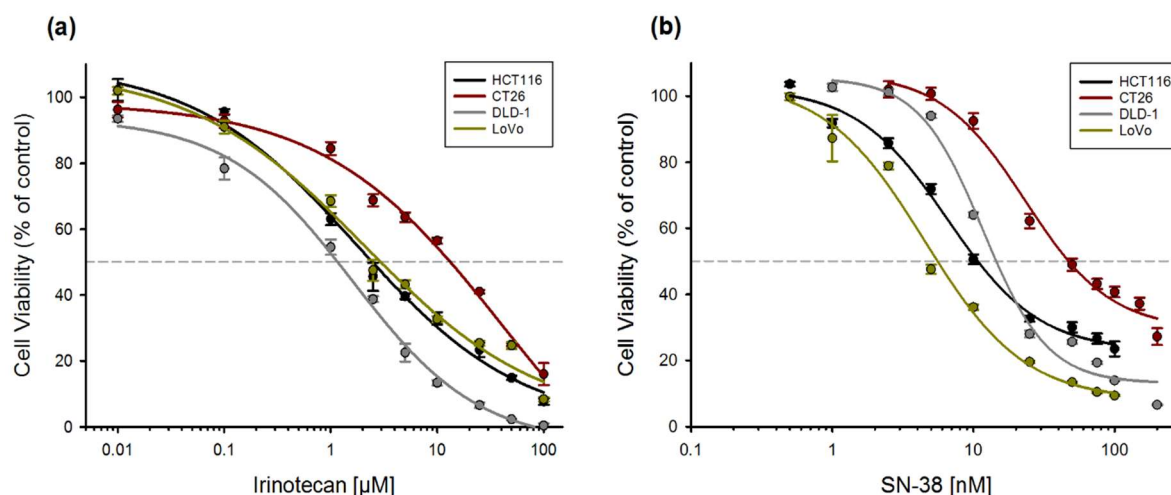 (a)
HCT116
CT26
DLD-1
LoVo
Cell Viability (% of control)
100
80
60
40
20
0
0.01 0.1 1 10 100
Irinotecan [µM]
(b)
HCT116
CT26
DLD-1
LoVo
Cell Viability (% of control)
100
80
60
40
20
0
0.1 1 10 100
SN-38 [nM]